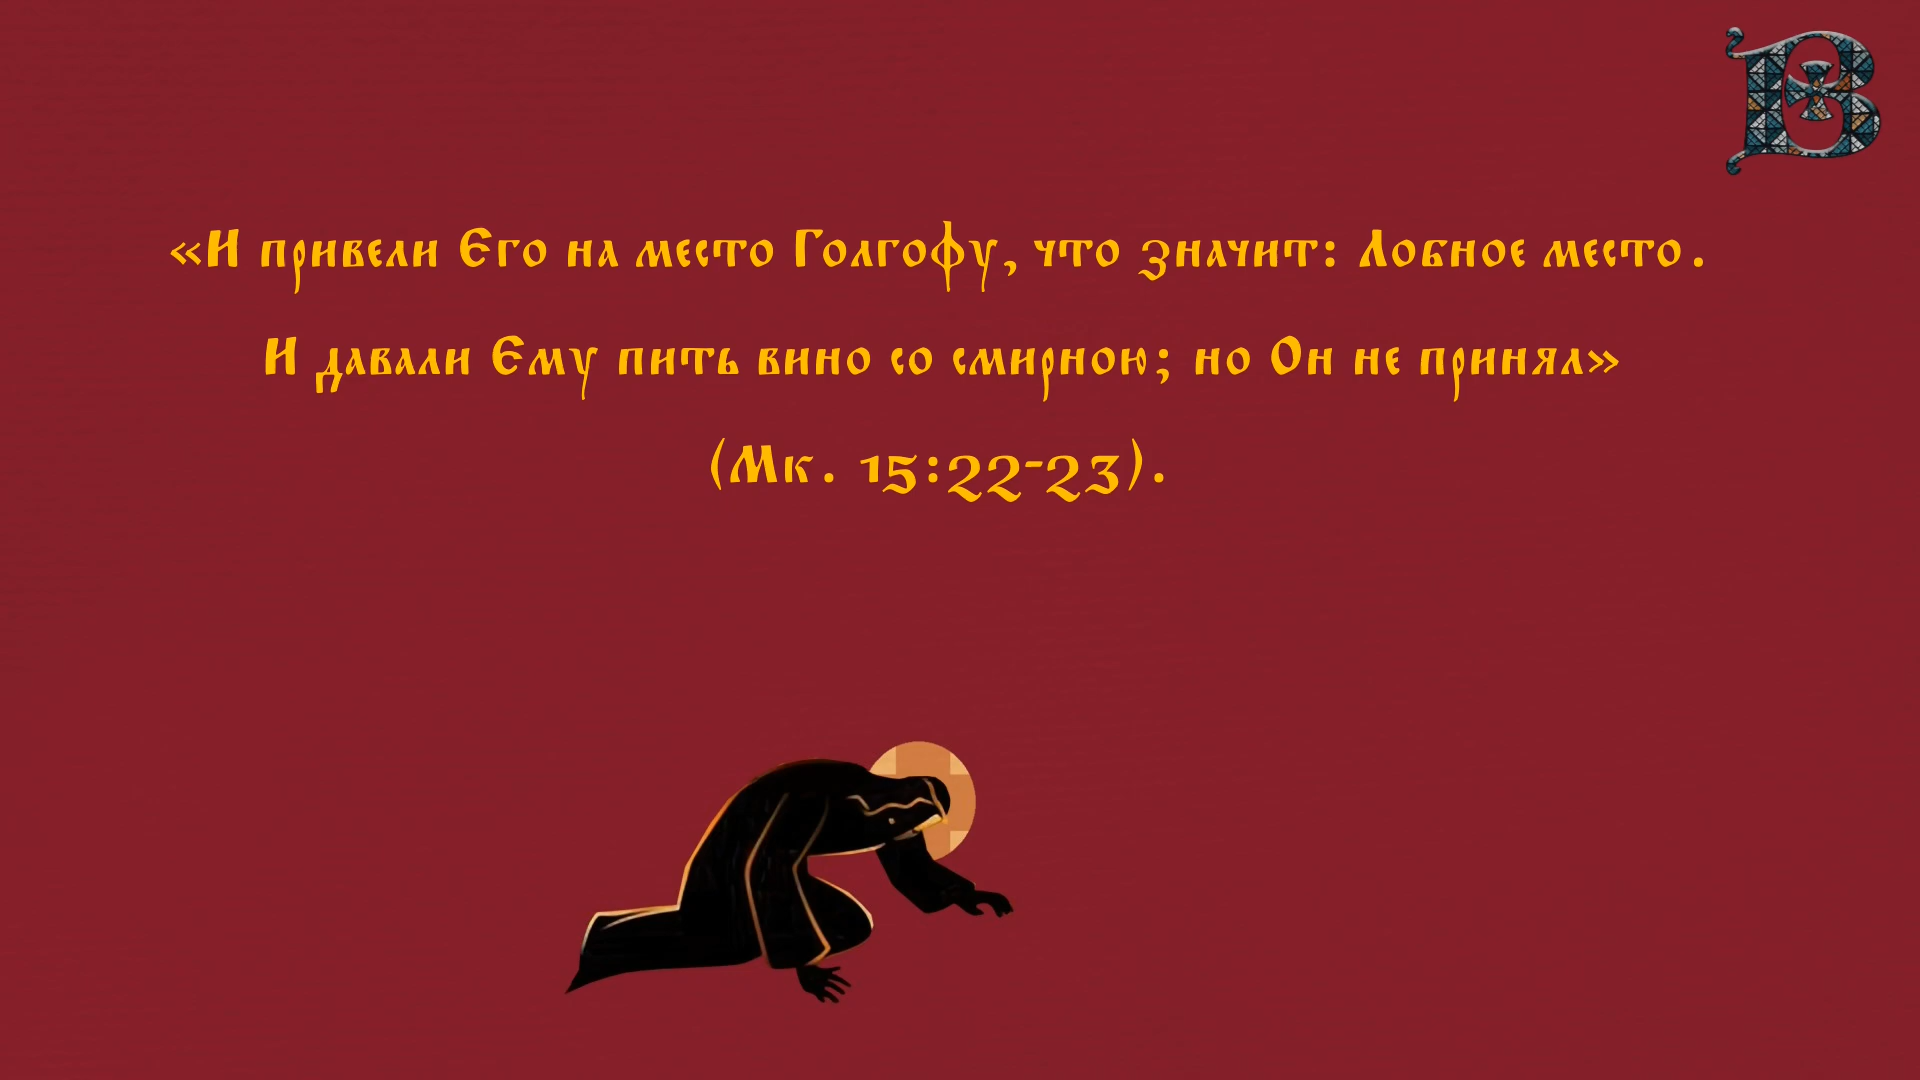 «И привели Его на место Голгофу, что значит: Лобное место.
И давали Ему пить вино со смирною; но Он не принял»
(Мк. 15:22-23).
В